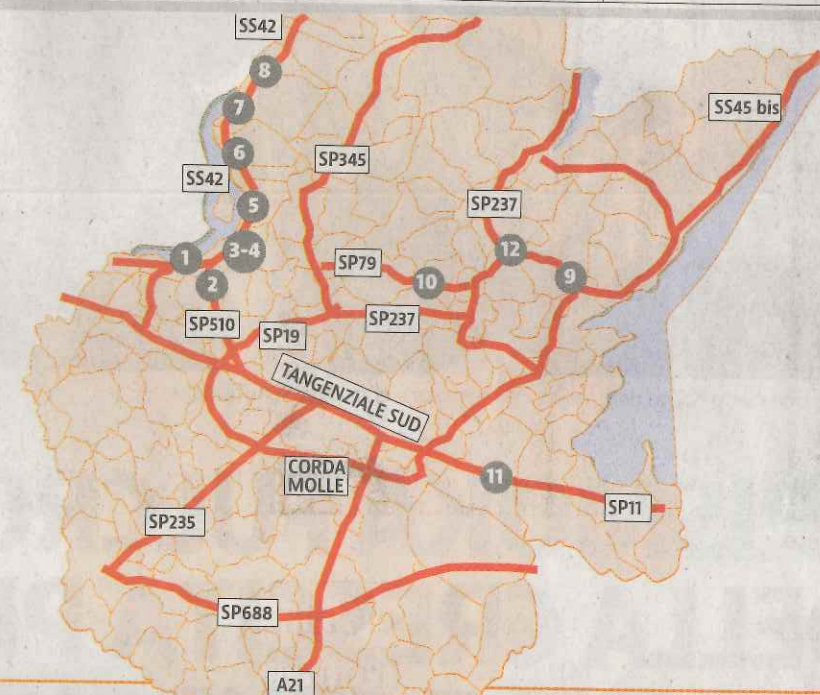 SS42
8
7
SS45 bis
6
SP345
SS42
5
SP237
3-4
12
1
SP79
9
10
2
SP510
SP237
SP19
TANGENZIALE SUD
CORDA
MOLLE
11
SP11
SP235
SP688
A21